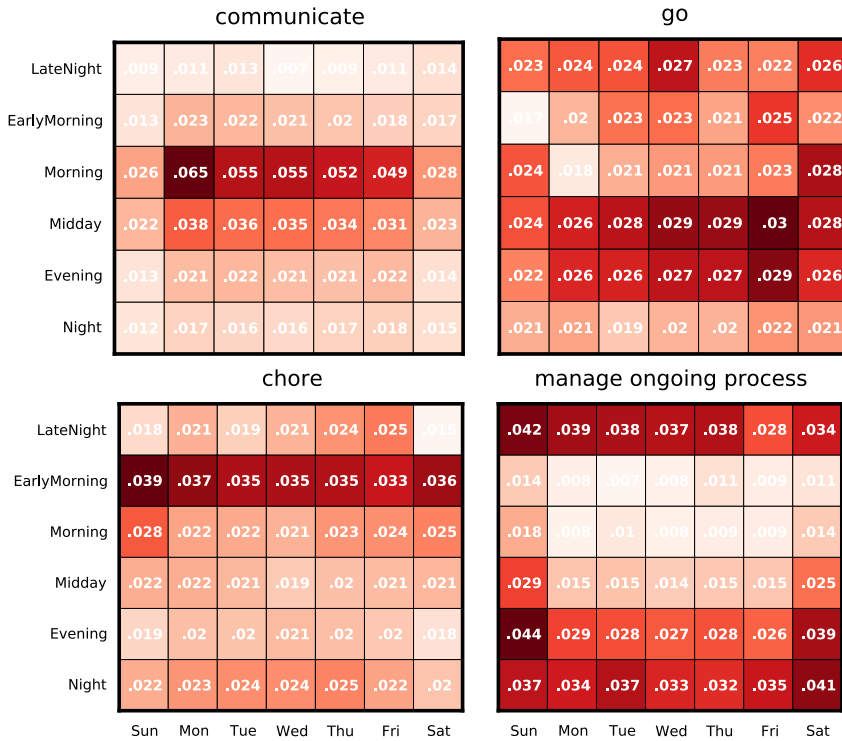 communicate
go
LateNight .009 .011 .013 .007 .009 .011 .014 .023 .024 .024 .027 .023 .022 .026
EarlyMorning .013 .023 .022 .021 .02 .018 .017 .017 .02 .023 .023 .021 .025 .022
Morning .026 .065 .055 .055 .052 .049 .028 .024 .018 .021 .021 .021 .023 .028
Midday .022 .038 .036 .035 .034 .031 .023 .024 .026 .028 .029 .029 .03 .028
Evening .013 .021 .022 .021 .021 .022 .014 .022 .026 .026 .027 .027 .029 .026
Night .012 .017 .016 .016 .017 .018 .015 .021 .021 .019 .02 .02 .022 .021
chore
manage ongoing process
LateNight .018 .021 .019 .021 .024 .025 .015 .042 .039 .038 .037 .038 .028 .034
EarlyMorning .039 .037 .035 .035 .035 .033 .036 .014 .008 .007 .008 .011 .009 .011
Morning .028 .022 .022 .021 .023 .024 .025 .018 .008 .01 .008 .009 .009 .014
Midday .022 .022 .021 .019 .02 .021 .021 .029 .015 .015 .014 .015 .015 .025
Evening .019 .02 .02 .021 .02 .02 .018 .044 .029 .028 .027 .028 .026 .039
Night .022 .023 .024 .024 .025 .022 .02 .037 .034 .037 .033 .032 .035 .041
Sun Mon Tue Wed Thu Fri Sat Sun Mon Tue Wed Thu Fri Sat